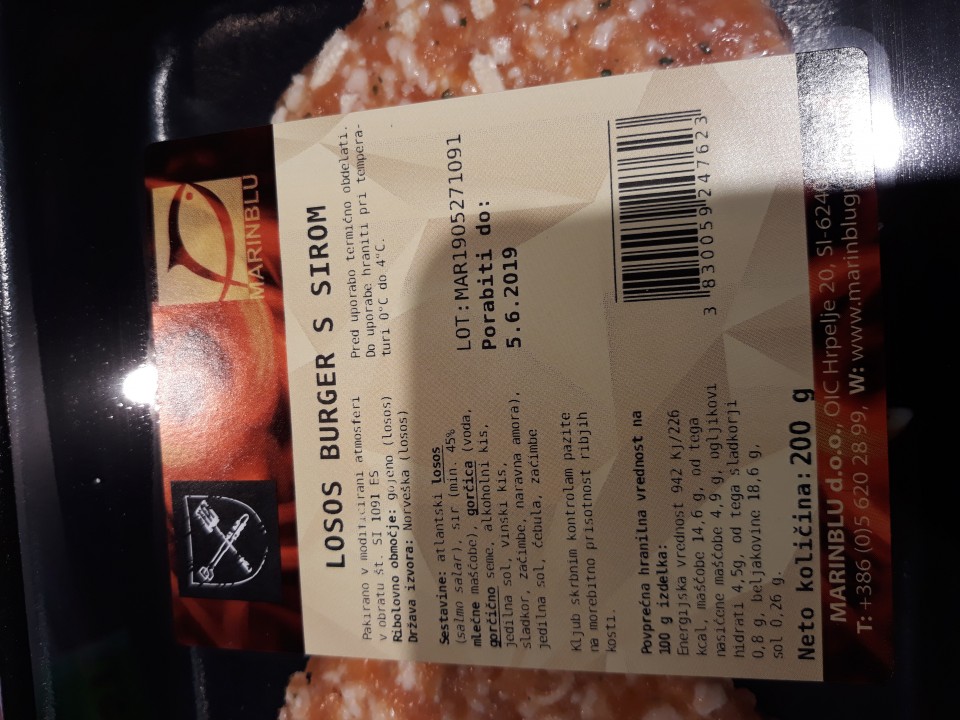 MARINBLU
LOSOS BURGER S SIROM
Pakirano v modificirani atmosferi
v obratu št. SI 1091 ES
Ribolovno območje: gojeno (losos)
Država izvora: Norveška (losos)
Pred uporabo termično obdelati.
Do uporabe hraniti pri tempera-
turi 0°C do 4°C.
Sestavine: atlantski losos
(salmo salar), sir (min. 45%
mlečne maščobe), gorčica (voda,
gorčično seme, alkoholni kis,
jedilna sol, vinski kis,
sladkor, začimbe, naravna aroma),
jedilna sol, čebula, začimbe
LOT:MAR1905271091
Porabiti do:
5.6.2019
Kljub skrbnim kontrolam pazite
na morebitno prisotnost ribjih
kosti.
Povprečna hranilna vrednost na
100 g izdelka:
Energijska vrednost 942 kj/226
kcal, maščobe 14,6 g, od tega
nasičene maščobe 4,9 g, ogljikovi
hidrati 4,5g, od tega sladkorji
0,8 g, beljakovine 18,6 g,
sol 0,26 g.
3 830059 247623
Neto količina: 200 g
MARINBLU d.o.o., OIC Hrpelje 20,
T: +386 (0)5 620 28 99, W: